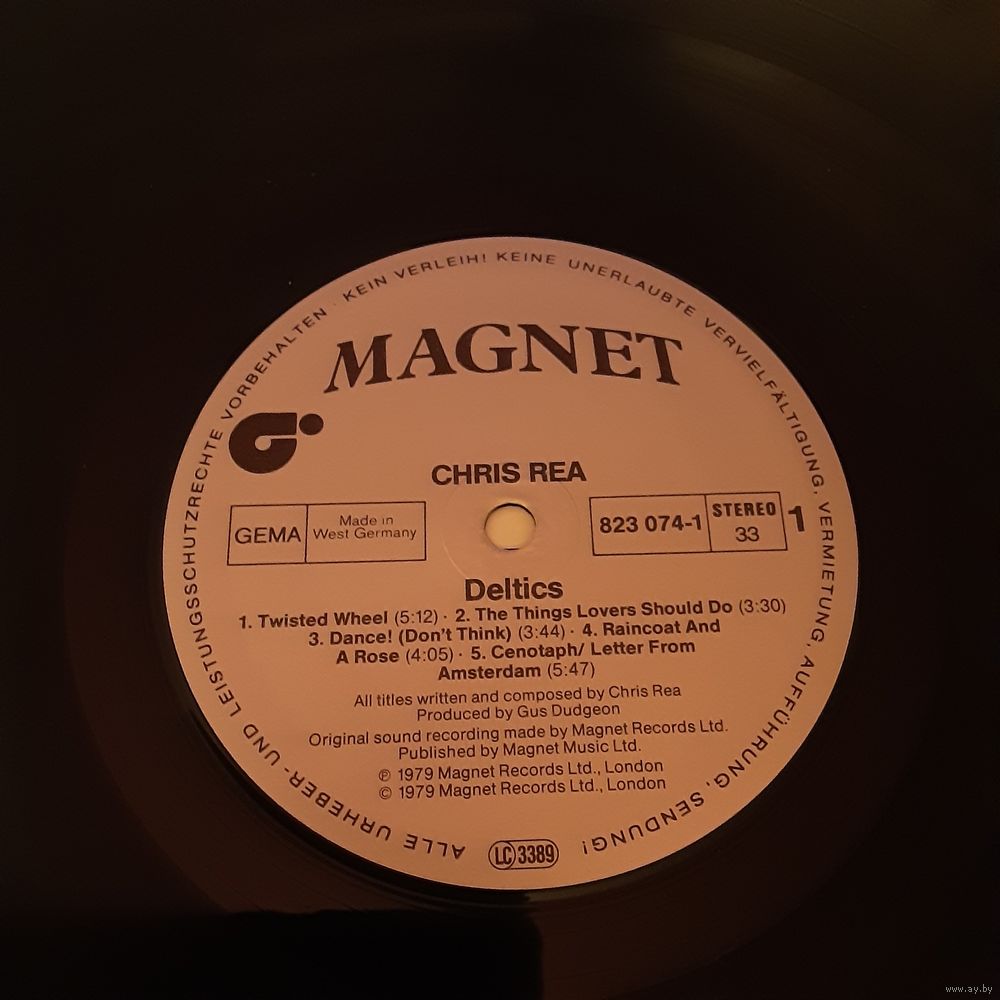 ALLE URHEBER- UND LEISTUNGSSCHUTZRECHTE VORBEHALTEN · KEIN VERLEIH! KEINE UNERLAUBTE VERVIELFÄLTIGUNG, VERMIETUNG, AUFFÜHRUNG, SENDUNG!
MAGNET
CHRIS REA
GEMA
Made in
West Germany
823 074-1
STEREO
33
1
Deltics
1. Twisted Wheel (5:12) · 2. The Things Lovers Should Do (3:30)
3. Dance! (Don't Think) (3:44) · 4. Raincoat And
A Rose (4:05) · 5. Cenotaph/ Letter From
Amsterdam (5:47)
All titles written and composed by Chris Rea
Produced by Gus Dudgeon
Original sound recording made by Magnet Records Ltd.
Published by Magnet Music Ltd.
℗ 1979 Magnet Records Ltd., London
© 1979 Magnet Records Ltd., London
LC 3389
www.ay.by